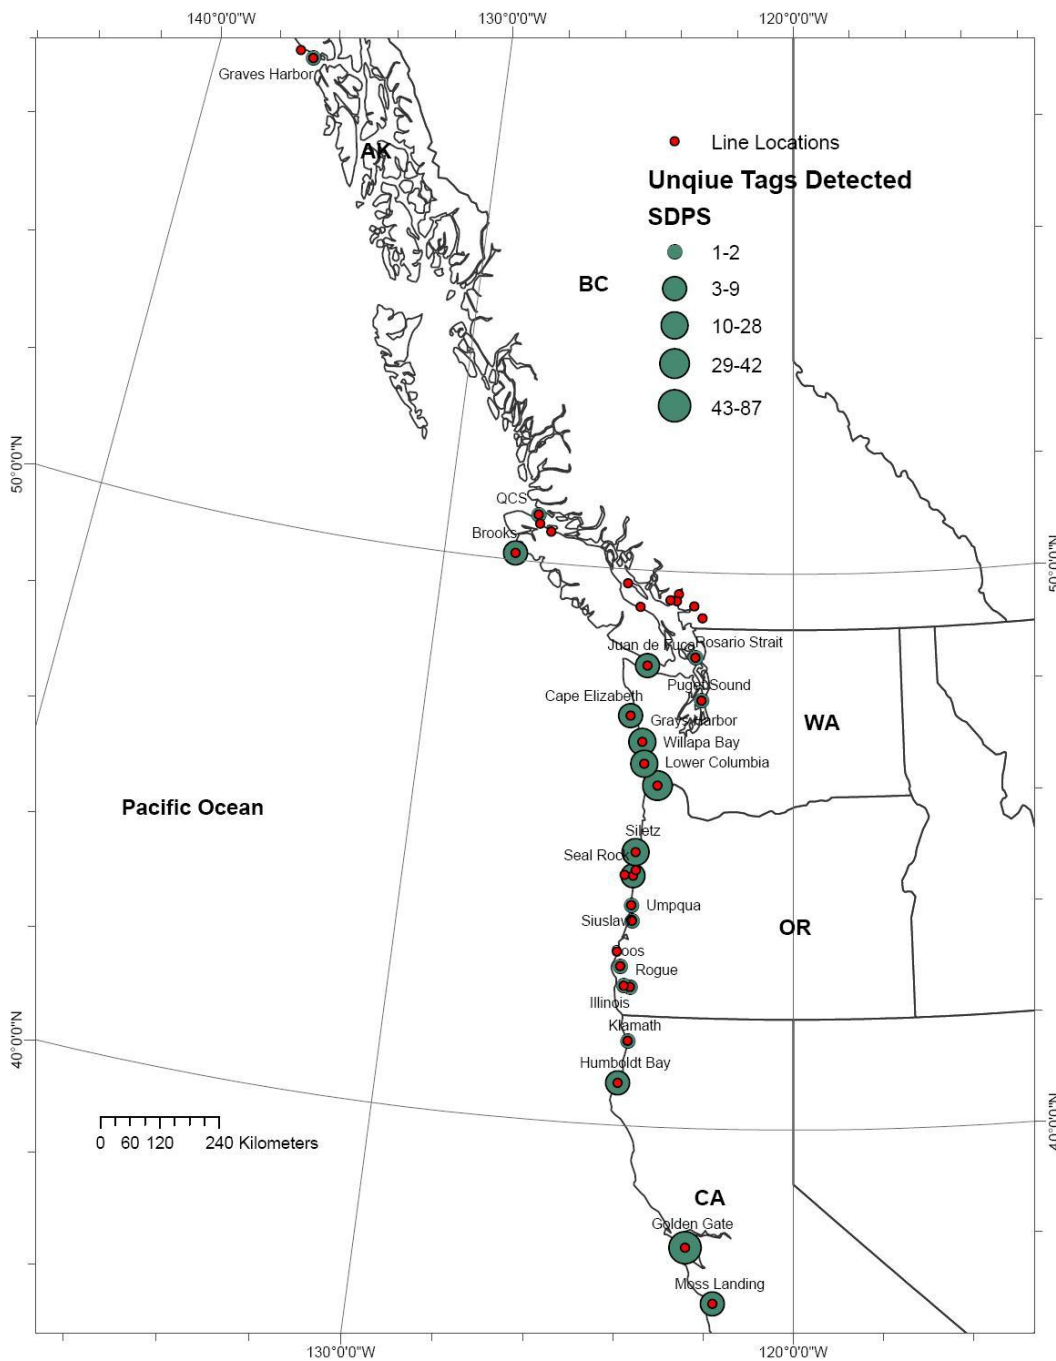 140°0'0"W
130°0'0"W
120°0'0"W
Graves Harbor
AK
Line Locations
Unqiue Tags Detected
SDPS
1-2
BC
3-9
10-28
29-42
43-87
50°0'0"N
QCS
Brooks
50°0'0"N
Juan de Fuca
Rosario Strait
Puget Sound
Cape Elizabeth
Grays Harbor
WA
Willapa Bay
Lower Columbia
Pacific Ocean
Siletz
Seal Rock
Umpqua
Siuslaw
OR
Coos
Rogue
Illinois
Klamath
40°0'0"N
Humboldt Bay
40°0'0"N
0 60 120 240 Kilometers
CA
Golden Gate
Moss Landing
130°0'0"W
120°0'0"W